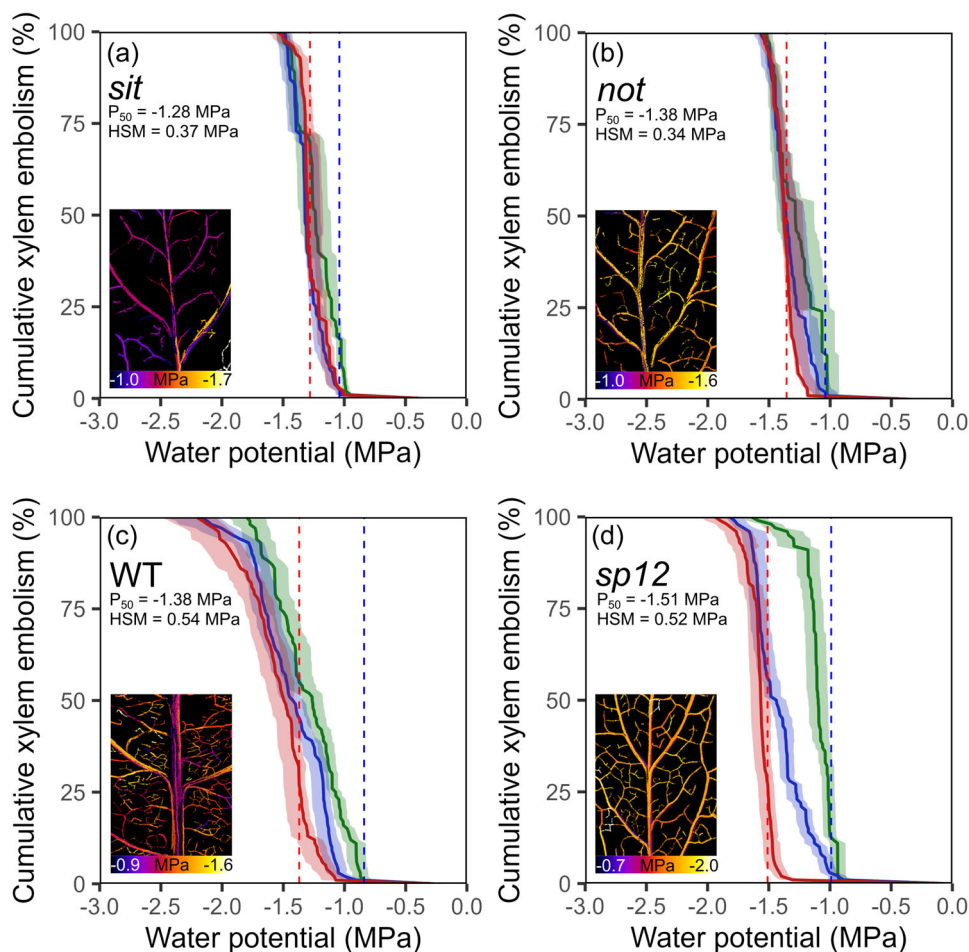 Cumulative xylem embolism (%)
100
75
50
25
0
(a)
sit
P50 = -1.28 MPa
HSM = 0.37 MPa
-1.0 MPa -1.7
-3.0 -2.5 -2.0 -1.5 -1.0 -0.5 0.0
Water potential (MPa)
Cumulative xylem embolism (%)
100
75
50
25
0
(b)
not
P50 = -1.38 MPa
HSM = 0.34 MPa
-1.0 MPa -1.6
-3.0 -2.5 -2.0 -1.5 -1.0 -0.5 0.0
Water potential (MPa)
Cumulative xylem embolism (%)
100
75
50
25
0
(c)
WT
P50 = -1.38 MPa
HSM = 0.54 MPa
-0.9 MPa -1.6
-3.0 -2.5 -2.0 -1.5 -1.0 -0.5 0.0
Water potential (MPa)
Cumulative xylem embolism (%)
100
75
50
25
0
(d)
sp12
P50 = -1.51 MPa
HSM = 0.52 MPa
-0.7 MPa -2.0
-3.0 -2.5 -2.0 -1.5 -1.0 -0.5 0.0
Water potential (MPa)